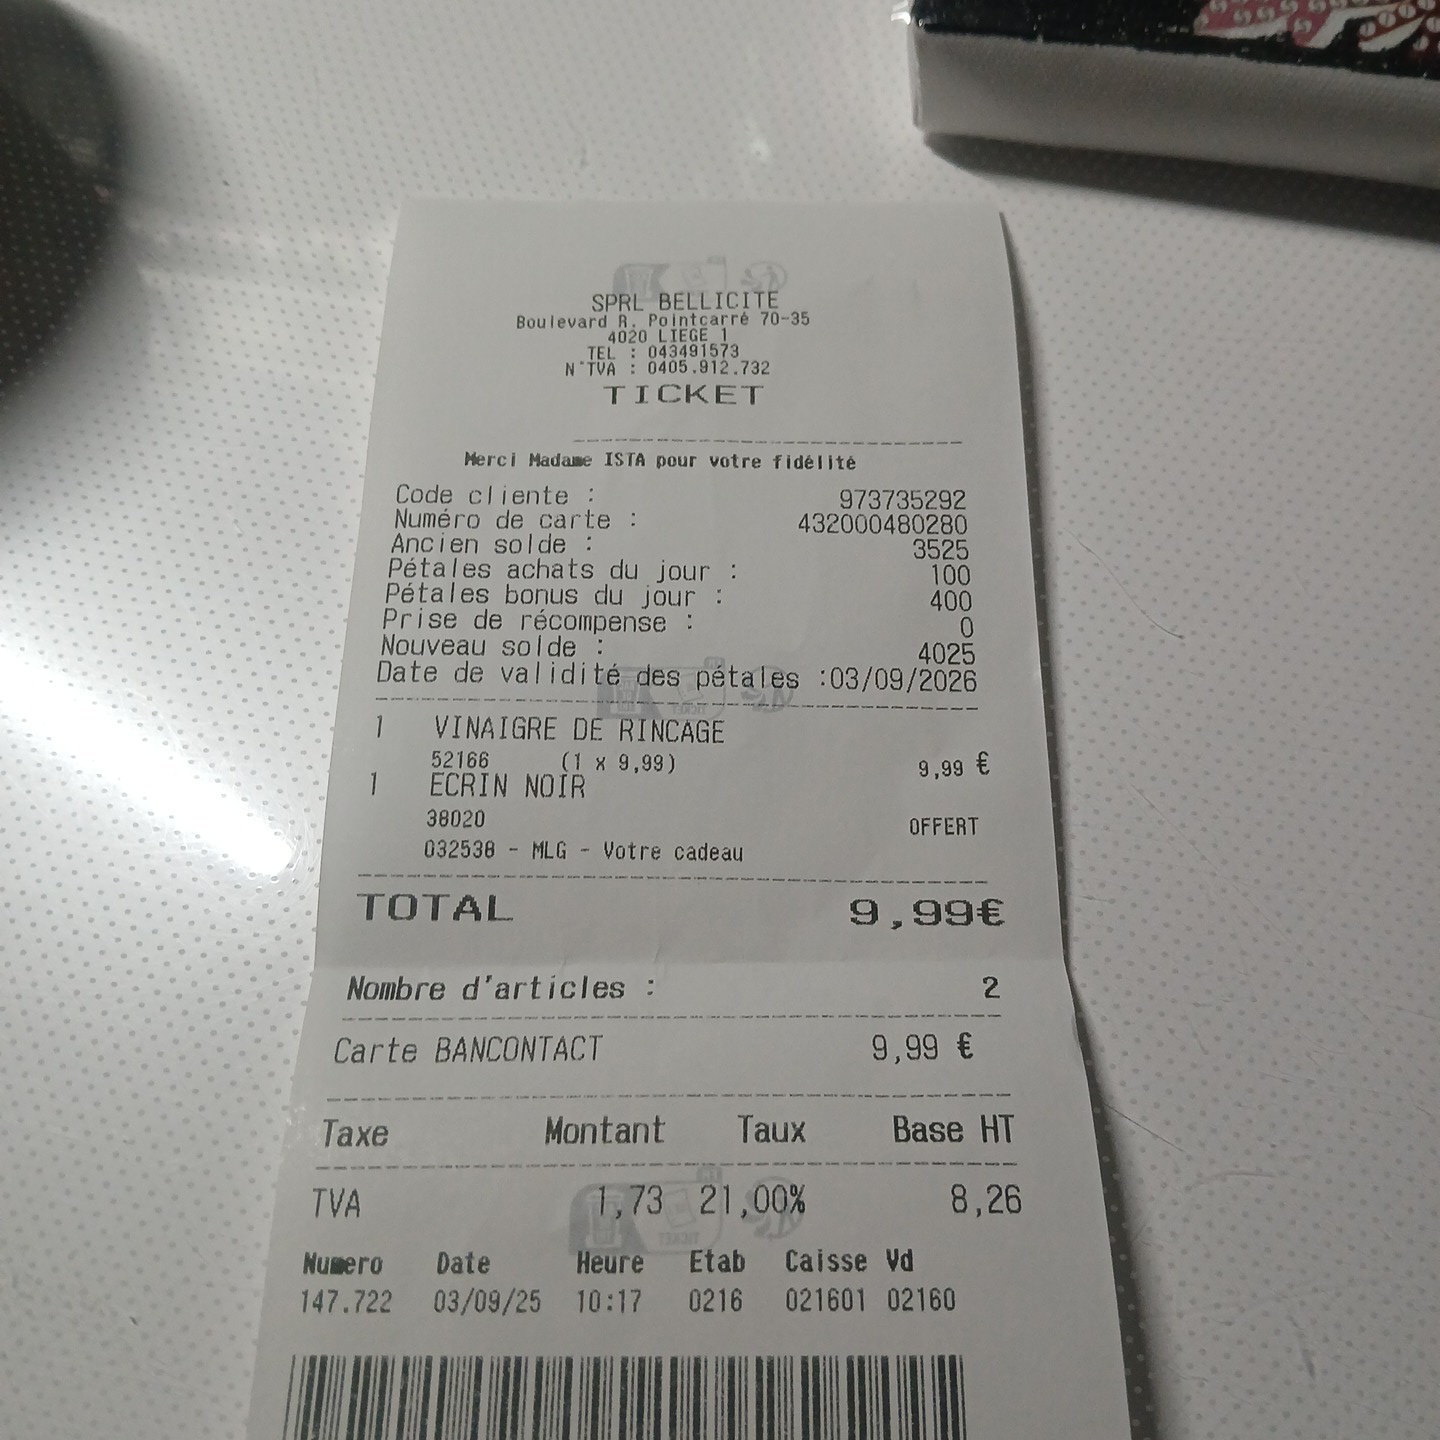 SPRL BELLICITE
Boulevard R. Pointcarré 70-35
4020 LIEGE 1
TEL : 043491573
N°TVA : 0405.912.732
TICKET
Merci Madame ISTA pour votre fidélité
Code cliente : 973735292
Numéro de carte : 432000480280
Ancien solde : 3525
Pétales achats du jour : 100
Pétales bonus du jour : 400
Prise de récompense : 0
Nouveau solde : 4025
Date de validité des pétales :03/09/2026
1 VINAIGRE DE RINCAGE
52166 (1 x 9,99) 9,99 €
1 ECRIN NOIR
38020 OFFERT
032538 - MLG - Votre cadeau
TOTAL 9,99€
Nombre d'articles : 2
Carte BANCONTACT 9,99 €
Taxe Montant Taux Base HT
TVA 1,73 21,00% 8,26
Numero Date Heure Etab Caisse Vd
147.722 03/09/25 10:17 0216 021601 02160